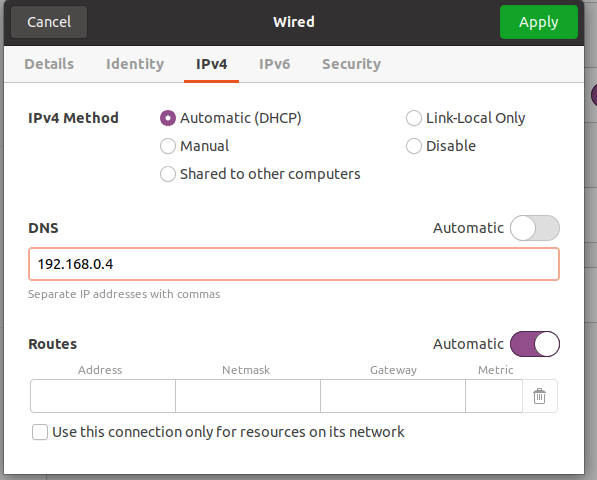 Cancel Wired Apply
Details Identity IPv4 IPv6 Security
IPv4 Method Automatic (DHCP) Link-Local Only
Manual Disable
Shared to other computers
DNS Automatic
192.168.0.4
Separate IP addresses with commas
Routes Automatic
Address Netmask Gateway Metric
Use this connection only for resources on its network